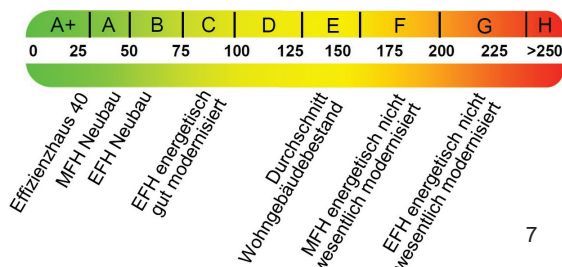 A+ A B C D E F G H
0 25 50 75 100 125 150 175 200 225 >250
Effizienzhaus 40
MFH Neubau
EFH Neubau
EFH energetisch
gut modernisiert
Durchschnitt
Wohngebäudebestand
MFH energetisch nicht
wesentlich modernisiert
EFH energetisch nicht
wesentlich modernisiert
7